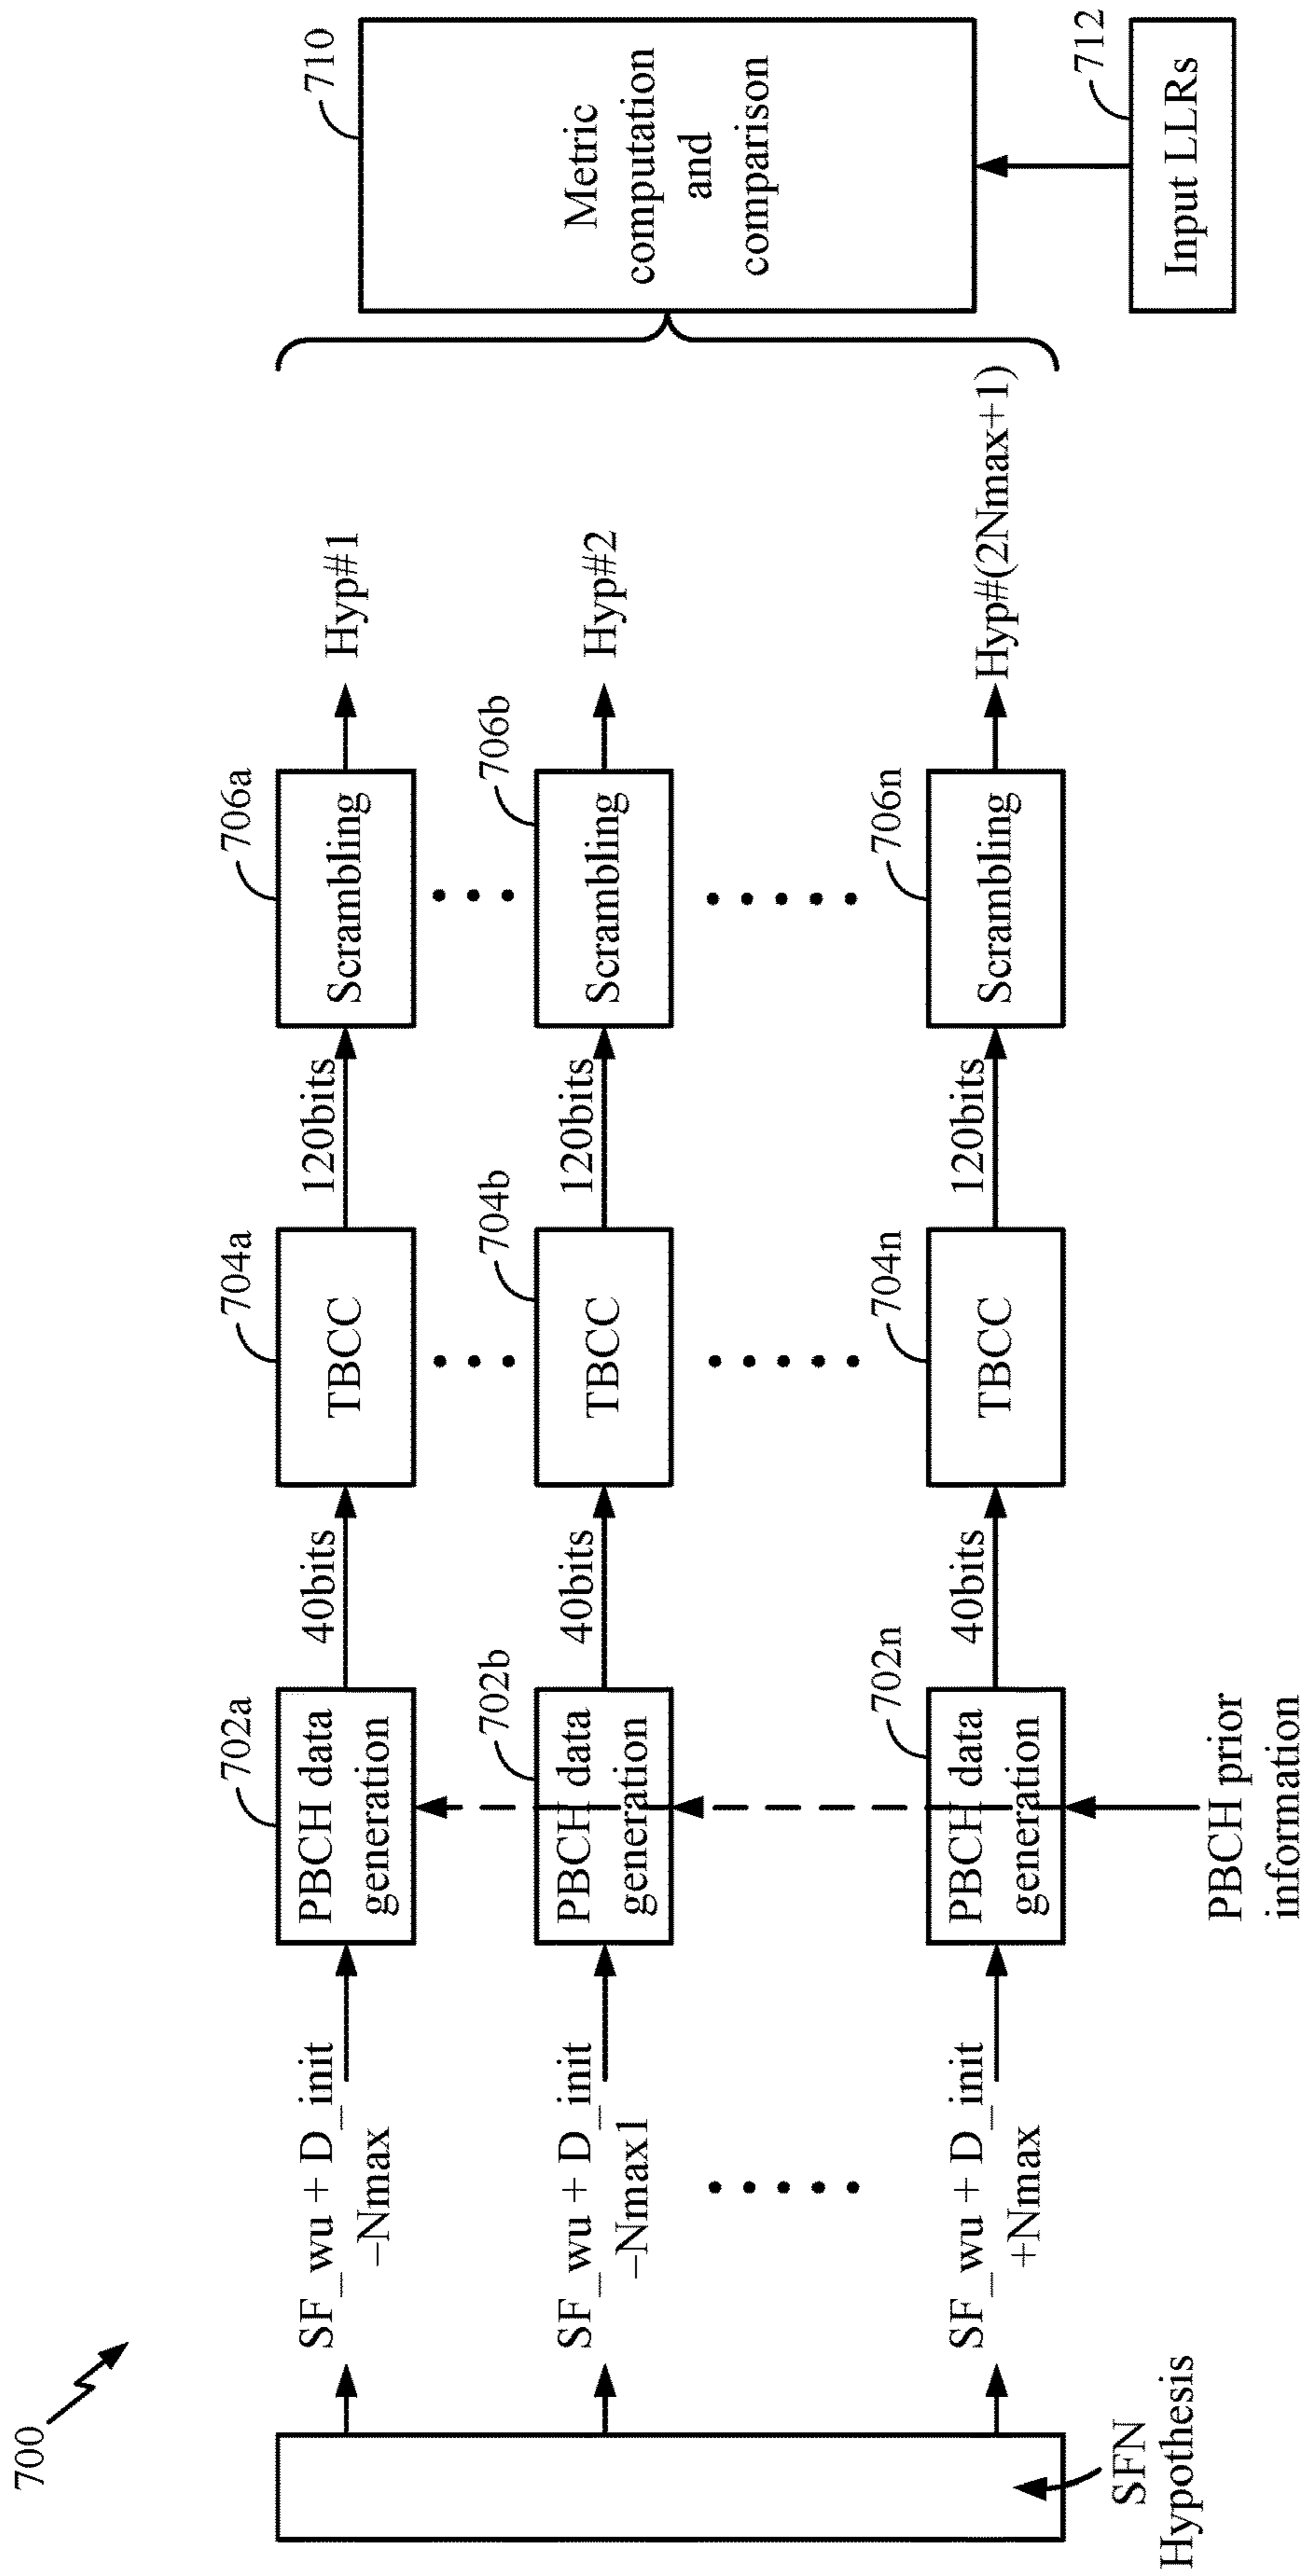 700
SFN
Hypothesis
SF_wu + D_init
–Nmax
702a
PBCH data
generation
40bits
704a
TBCC
120bits
706a
Scrambling
Hyp#1
SF_wu + D_init
–Nmax1
702b
PBCH data
generation
40bits
704b
TBCC
120bits
706b
Scrambling
Hyp#2
SF_wu + D_init
+Nmax
702n
PBCH data
generation
40bits
704n
TBCC
120bits
706n
Scrambling
Hyp#(2Nmax+1)
PBCH prior
information
710
Metric
computation
and
comparison
712
Input LLRs